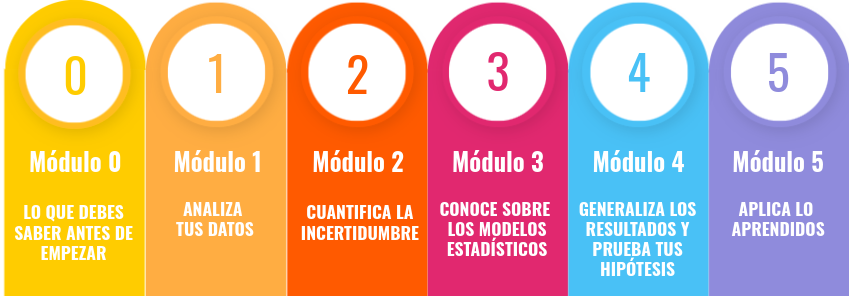 0
Módulo 0
LO QUE DEBES
SABER ANTES DE
EMPEZAR
1
Módulo 1
ANALIZA
TUS DATOS
2
Módulo 2
CUANTIFICA LA
INCERTIDUMBRE
3
Módulo 3
CONOCE SOBRE
LOS MODELOS
ESTADÍSTICOS
4
Módulo 4
GENERALIZA LOS
RESULTADOS Y
PRUEBA TUS
HIPÓTESIS
5
Módulo 5
APLICA LO
APRENDIDOS